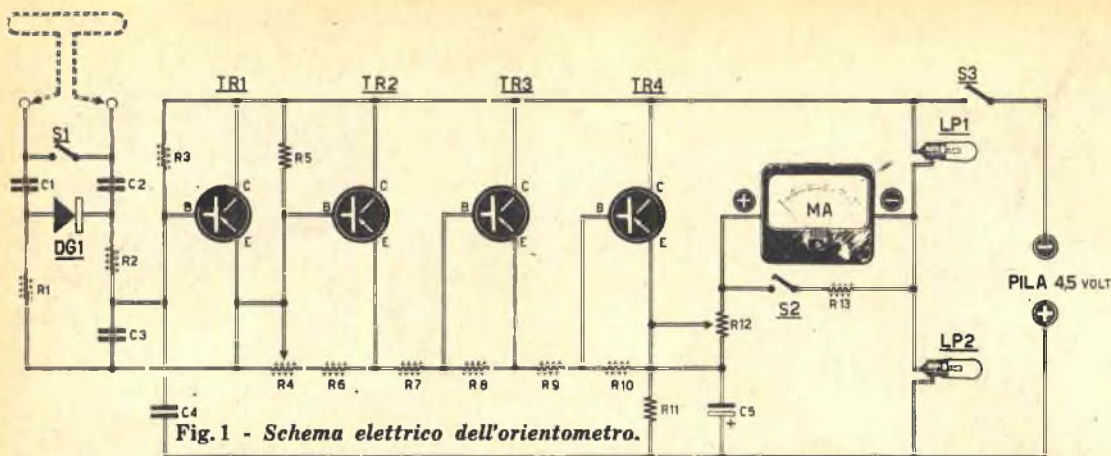 TR1 TR2 TR3 TR4 S3
S1 R3 R5 LP1
C1 C2 B C E B C E B C E B C E
MA
+ -
DG1 R2 R1
S2 R13 R12
PILA 4,5 VOLT
- +
C3 LP2
R4 R6 R7 R8 R9 R10
C4 R11 C5 +
Fig. 1 - Schema elettrico dell'orientometro.